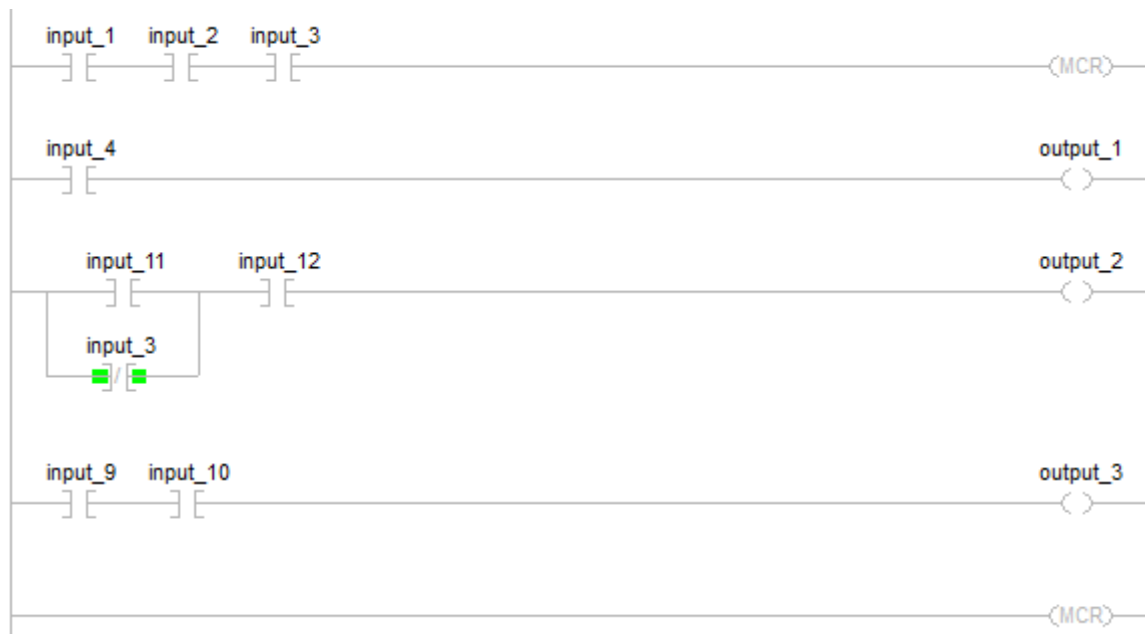 input_1 input_2 input_3
(MCR)
input_4 output_1
input_11 input_12 output_2
input_3
input_9 input_10 output_3
(MCR)